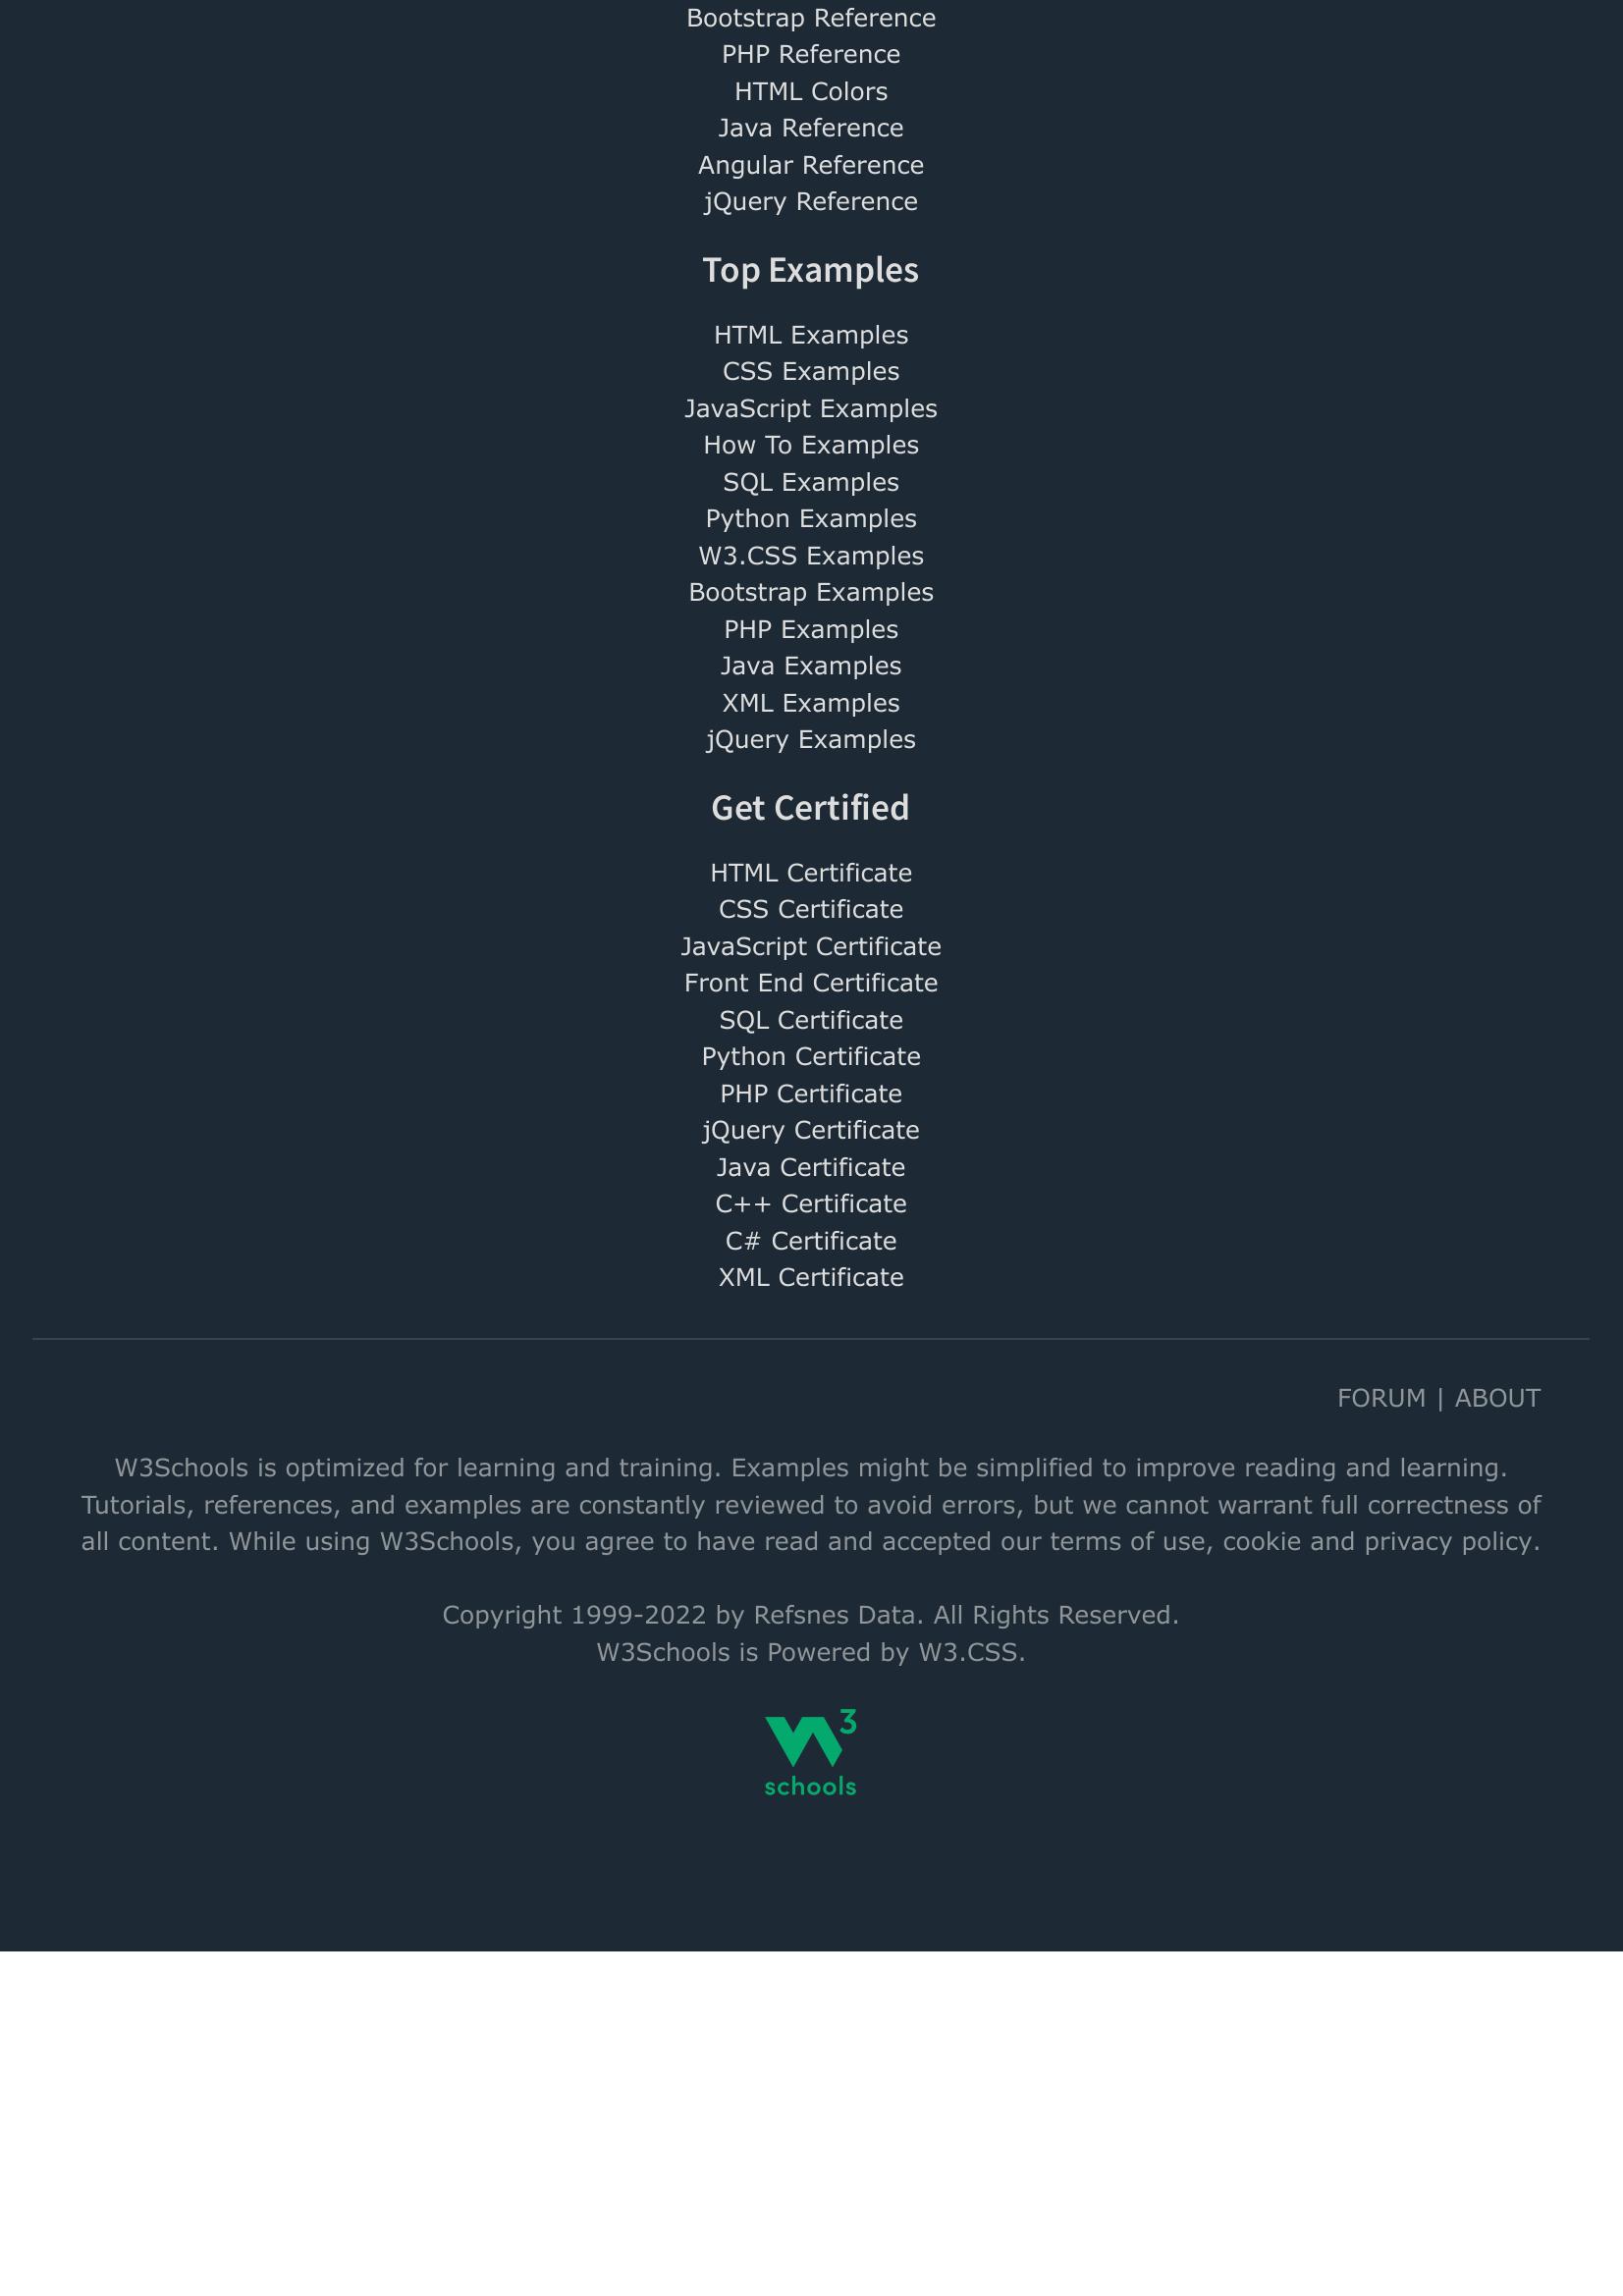 Bootstrap Reference
PHP Reference
HTML Colors
Java Reference
Angular Reference
jQuery Reference
Top Examples
HTML Examples
CSS Examples
JavaScript Examples
How To Examples
SQL Examples
Python Examples
W3.CSS Examples
Bootstrap Examples
PHP Examples
Java Examples
XML Examples
jQuery Examples
Get Certified
HTML Certificate
CSS Certificate
JavaScript Certificate
Front End Certificate
SQL Certificate
Python Certificate
PHP Certificate
jQuery Certificate
Java Certificate
C++ Certificate
C# Certificate
XML Certificate
FORUM | ABOUT
W3Schools is optimized for learning and training. Examples might be simplified to improve reading and learning.
Tutorials, references, and examples are constantly reviewed to avoid errors, but we cannot warrant full correctness of
all content. While using W3Schools, you agree to have read and accepted our terms of use, cookie and privacy policy.
Copyright 1999-2022 by Refsnes Data. All Rights Reserved.
W3Schools is Powered by W3.CSS.
W3
schools